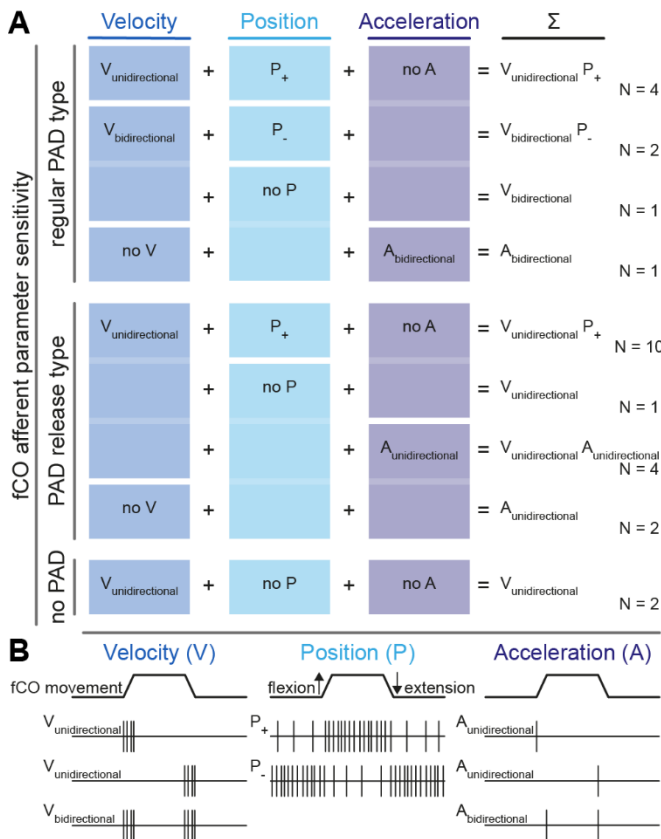 A
Velocity Position Acceleration Σ
fCO afferent parameter sensitivity
regular PAD type
Vunidirectional + P+ + no A = Vunidirectional P+ N = 4
Vbidirectional + P- + = Vbidirectional P- N = 2
+ no P + = Vbidirectional N = 1
no V + + Abidirectional = Abidirectional N = 1
PAD release type
Vunidirectional + P+ + no A = Vunidirectional P+ N = 10
+ no P + = Vunidirectional N = 1
+ + Aunidirectional = Vunidirectional Aunidirectional N = 4
no V + + = Aunidirectional N = 2
no PAD
Vunidirectional + no P + no A = Vunidirectional N = 2
B
Velocity (V) Position (P) Acceleration (A)
fCO movement flexion extension
Vunidirectional P+ Aunidirectional
Vunidirectional P- Aunidirectional
Vbidirectional Abidirectional